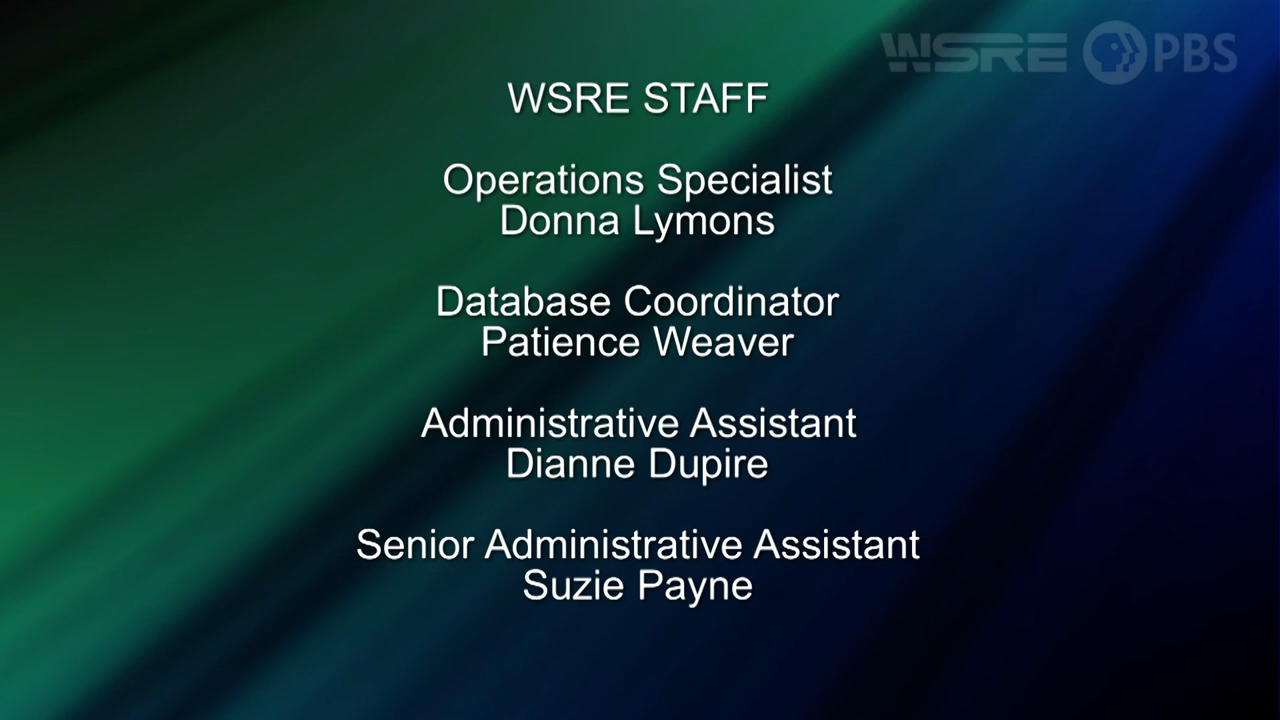 WSRE PBS
WSRE STAFF
Operations Specialist
Donna Lymons
Database Coordinator
Patience Weaver
Administrative Assistant
Dianne Dupire
Senior Administrative Assistant
Suzie Payne